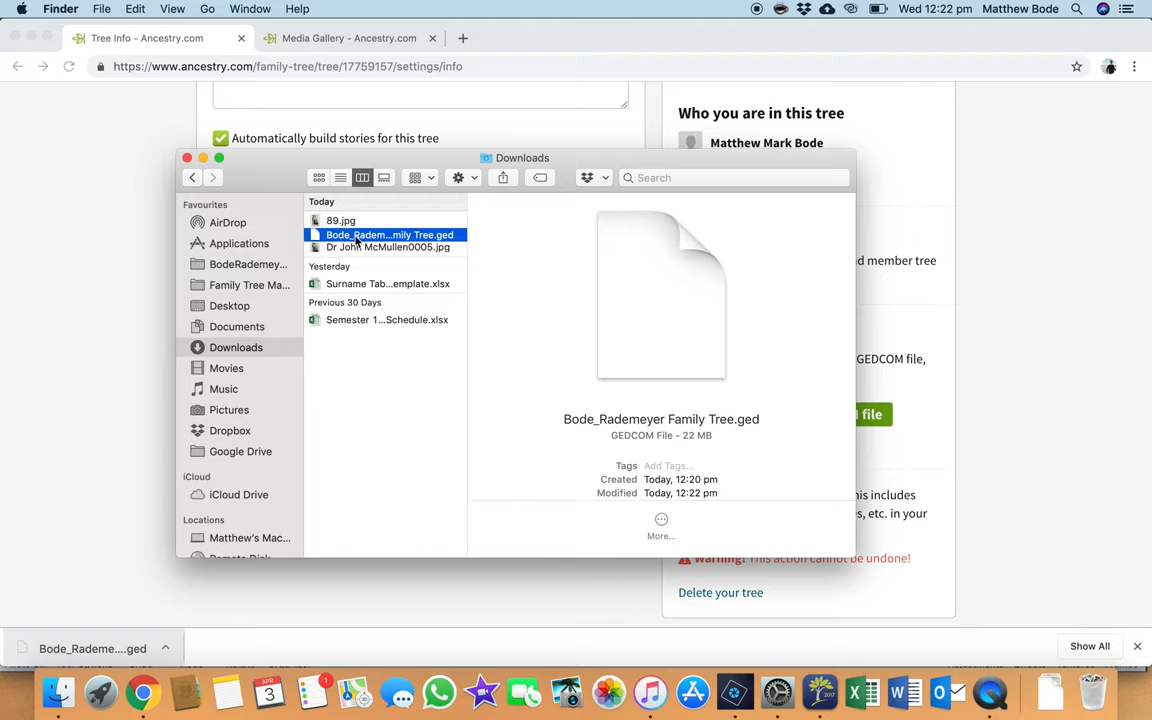 Finder File Edit View Go Window Help Wed 12:22 pm Matthew Bode
Tree Info - Ancestry.com Media Gallery - Ancestry.com
https://www.ancestry.com/family-tree/tree/17759157/settings/info
Who you are in this tree
Automatically build stories for this tree
Matthew Mark Bode
Downloads
Search
Favourites
AirDrop
Applications
BodeRademey...
Family Tree Ma...
Desktop
Documents
Downloads
Movies
Music
Pictures
Dropbox
Google Drive
iCloud
iCloud Drive
Locations
Matthew's Mac...
Remote Disk
Today
89.jpg
Bode_Radem...mily Tree.ged
Dr John McMullen0005.jpg
Yesterday
Surname Tab...emplate.xlsx
Previous 30 Days
Semester 1...Schedule.xlsx
Bode_Rademeyer Family Tree.ged
GEDCOM File - 22 MB
Tags Add Tags...
Created Today, 12:20 pm
Modified Today, 12:22 pm
More...
nd member tree
GEDCOM file,
file
his includes
s, etc. in your
Warning! This action cannot be undone!
Delete your tree
Bode_Rademe....ged
Show All
APR
3
1
2017